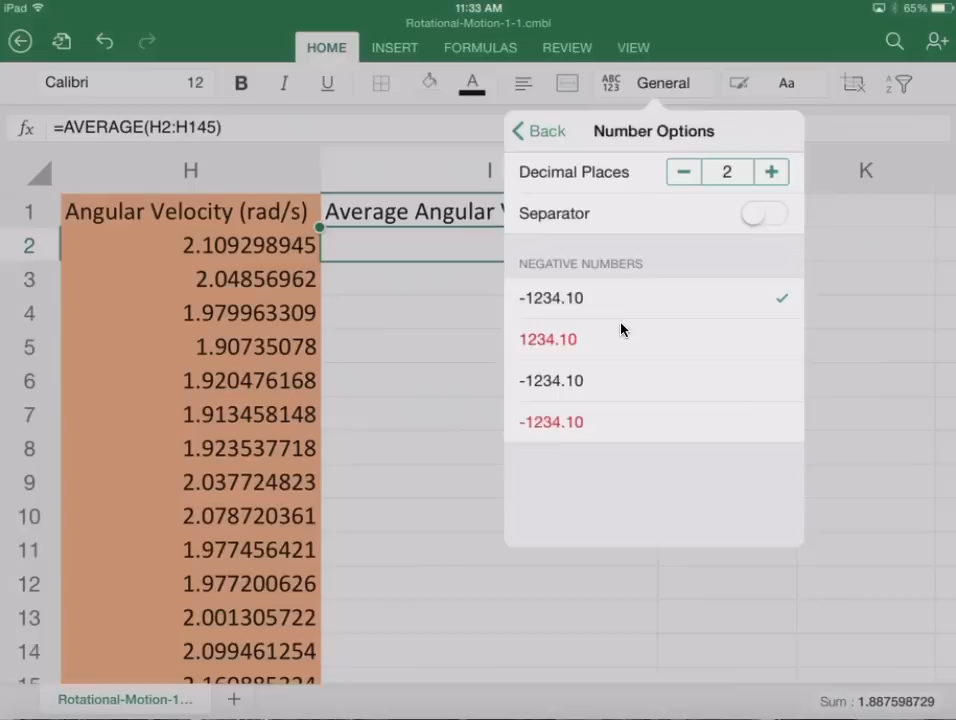 iPad
11:33 AM
65%
Rotational-Motion-1-1.cmbl
HOME INSERT FORMULAS REVIEW VIEW
Calibri 12 B I U A ABC 123 General Aa
fx =AVERAGE(H2:H145)
Back Number Options
Decimal Places − 2 +
Separator
NEGATIVE NUMBERS
-1234.10
1234.10
-1234.10
-1234.10
H I K
1 Angular Velocity (rad/s) Average Angular
2 2.109298945
3 2.04856962
4 1.979963309
5 1.90735078
6 1.920476168
7 1.913458148
8 1.923537718
9 2.037724823
10 2.078720361
11 1.977456421
12 1.977200626
13 2.001305722
14 2.099461254
Rotational-Motion-1... +
Sum : 1.887598729